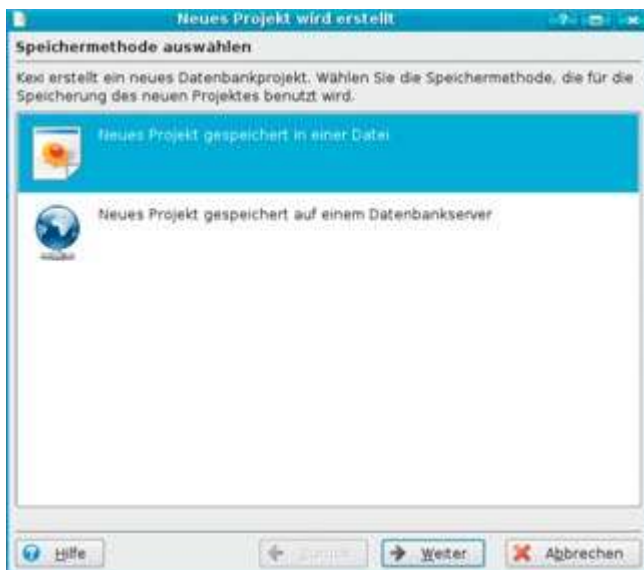 Neues Projekt wird erstellt
Speichermethode auswählen
Kexi erstellt ein neues Datenbankprojekt. Wählen Sie die Speichermethode, die für die
Speicherung des neuen Projektes benutzt wird.
Neues Projekt gespeichert in einer Datei
Neues Projekt gespeichert auf einem Datenbankserver
Hilfe
Zurück
Weiter
Abbrechen